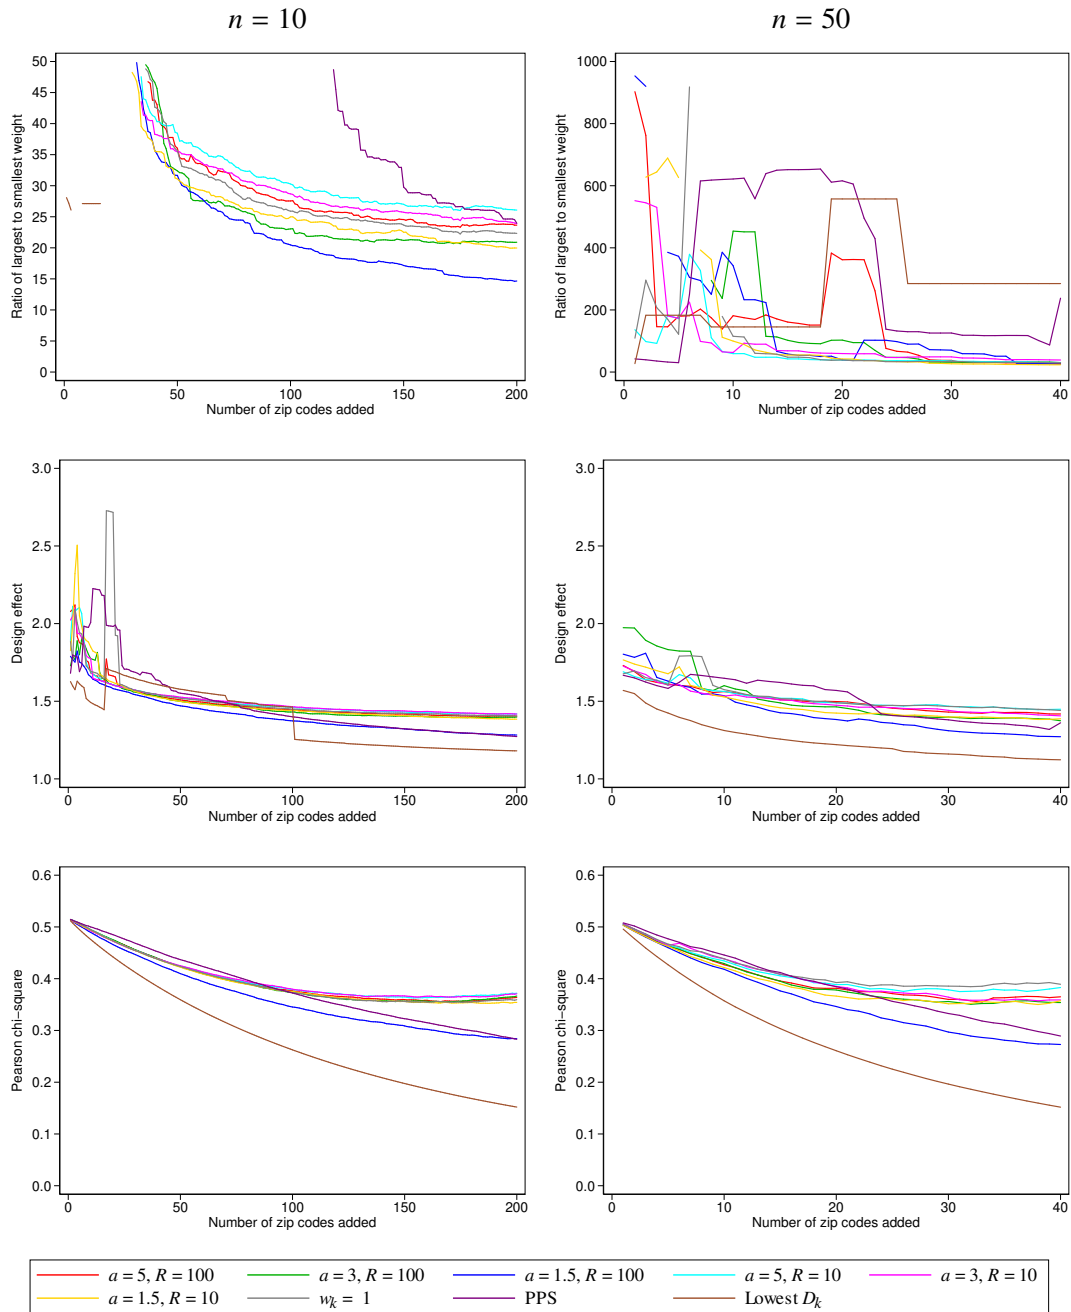 n = 10
n = 50
Ratio of largest to smallest weight
50
45
40
35
30
25
20
15
10
5
0
0 50 100 150 200
Number of zip codes added
Ratio of largest to smallest weight
1000
800
600
400
200
0
0 10 20 30 40
Number of zip codes added
Design effect
3.0
2.5
2.0
1.5
1.0
0 50 100 150 200
Number of zip codes added
Design effect
3.0
2.5
2.0
1.5
1.0
0 10 20 30 40
Number of zip codes added
Pearson chi−square
0.6
0.5
0.4
0.3
0.2
0.1
0.0
0 50 100 150 200
Number of zip codes added
Pearson chi−square
0.6
0.5
0.4
0.3
0.2
0.1
0.0
0 10 20 30 40
Number of zip codes added
a = 5, R = 100 a = 3, R = 100 a = 1.5, R = 100 a = 5, R = 10 a = 3, R = 10
a = 1.5, R = 10 w_k = 1 PPS Lowest D_k